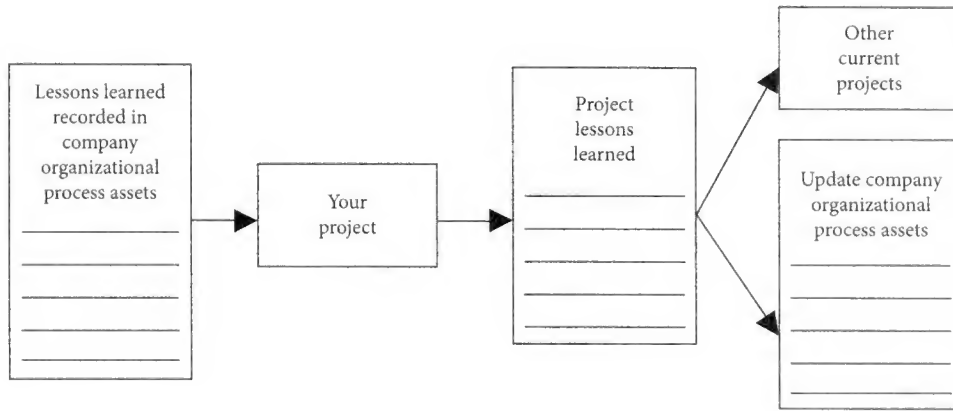 Lessons learned
recorded in
company
organizational
process assets
Your
project
Project
lessons
learned
Other
current
projects
Update company
organizational
process assets